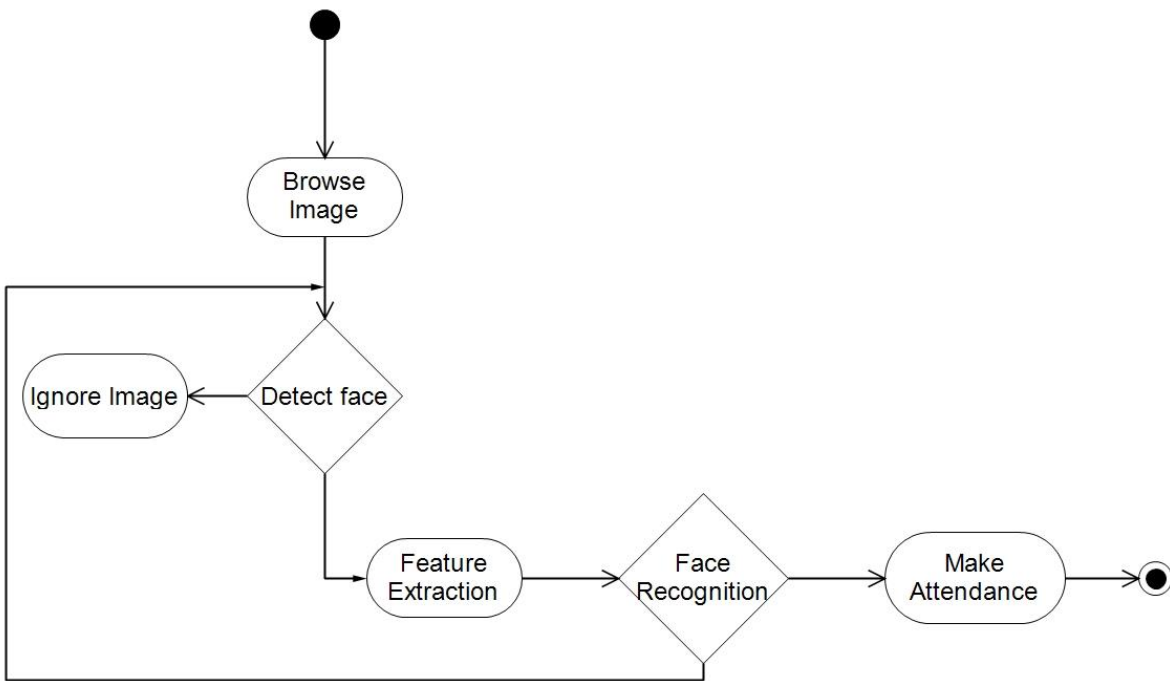 Browse
Image
Ignore Image
Detect face
Feature
Extraction
Face
Recognition
Make
Attendance